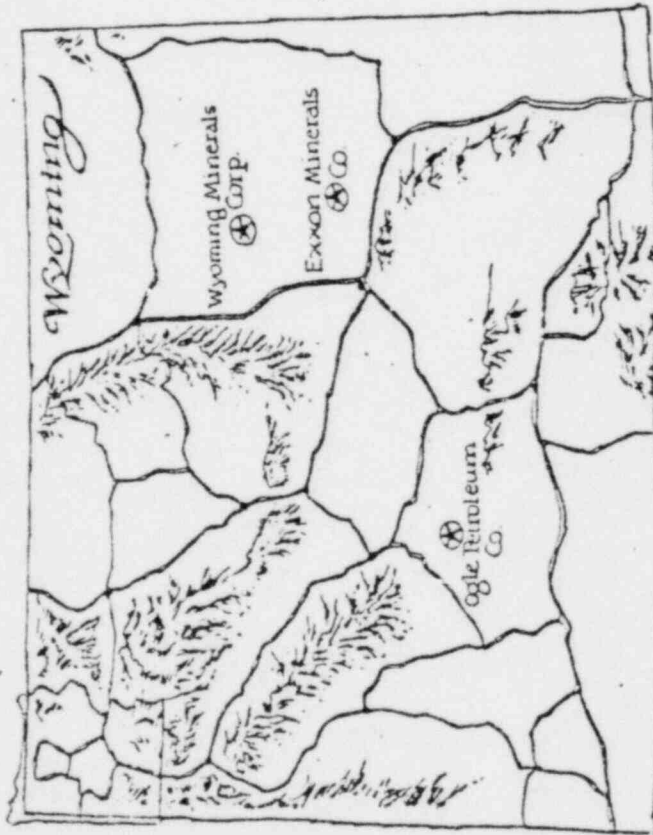 Wyoming
Wyoming Minerals
Corp.
Exxon Minerals
Co.
Ogle Petroleum
Co.